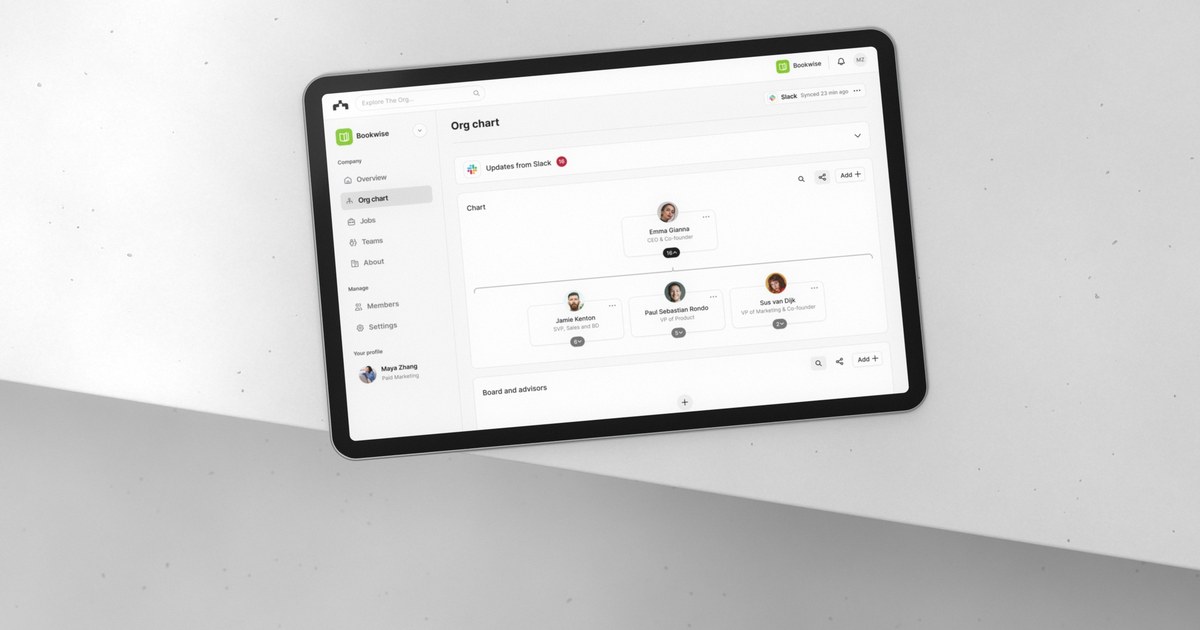 Explore The Org...
Bookwise
MZ
Bookwise
Org chart
Slack Synced 23 min ago
Company
Updates from Slack 16
Overview
Org chart
Jobs
Teams
About
Manage
Members
Settings
Your profile
Maya Zhang
Paid Marketing
Chart
Add +
Emma Gianna
CEO & Co-founder
16
Jamie Kenton
SVP, Sales and BD
6
Paul Sebastian Rondo
VP of Product
5
Sus van Dijk
VP of Marketing & Co-founder
2
Board and advisors
Add +
+